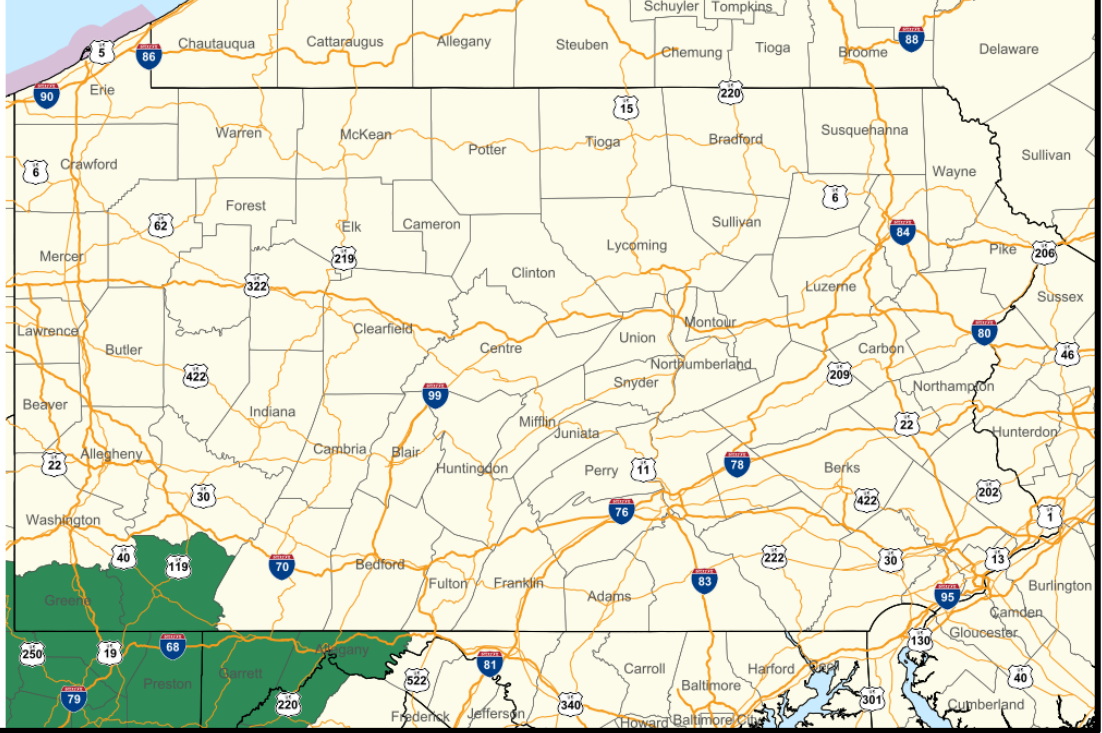 Schuyler
Tompkins
5
86
Chautauqua
Cattaraugus
Allegany
Steuben
Chemung
Tioga
Broome
88
Delaware
90
Erie
15
220
Warren
McKean
Potter
Tioga
Bradford
Susquehanna
Sullivan
6
Crawford
Wayne
62
Forest
Elk
Cameron
Sullivan
6
84
Mercer
219
Lycoming
Pike
206
322
Clinton
Luzerne
Sussex
Lawrence
Butler
Clearfield
Centre
Union
Montour
80
46
422
Northumberland
Carbon
209
Snyder
Northampton
Beaver
Indiana
99
Mifflin
Juniata
22
Hunterdon
22
Allegheny
Cambria
Blair
Huntingdon
Perry
11
78
Berks
30
422
202
Washington
76
1
40
119
70
Bedford
222
30
13
Greene
Fulton
Franklin
Adams
83
95
Burlington
Camden
Gloucester
250
19
68
Allegany
130
Preston
Garrett
522
81
Carroll
Baltimore
Harford
Cecil
40
79
220
Frederick
Jefferson
340
Howard
Baltimore City
301
Cumberland